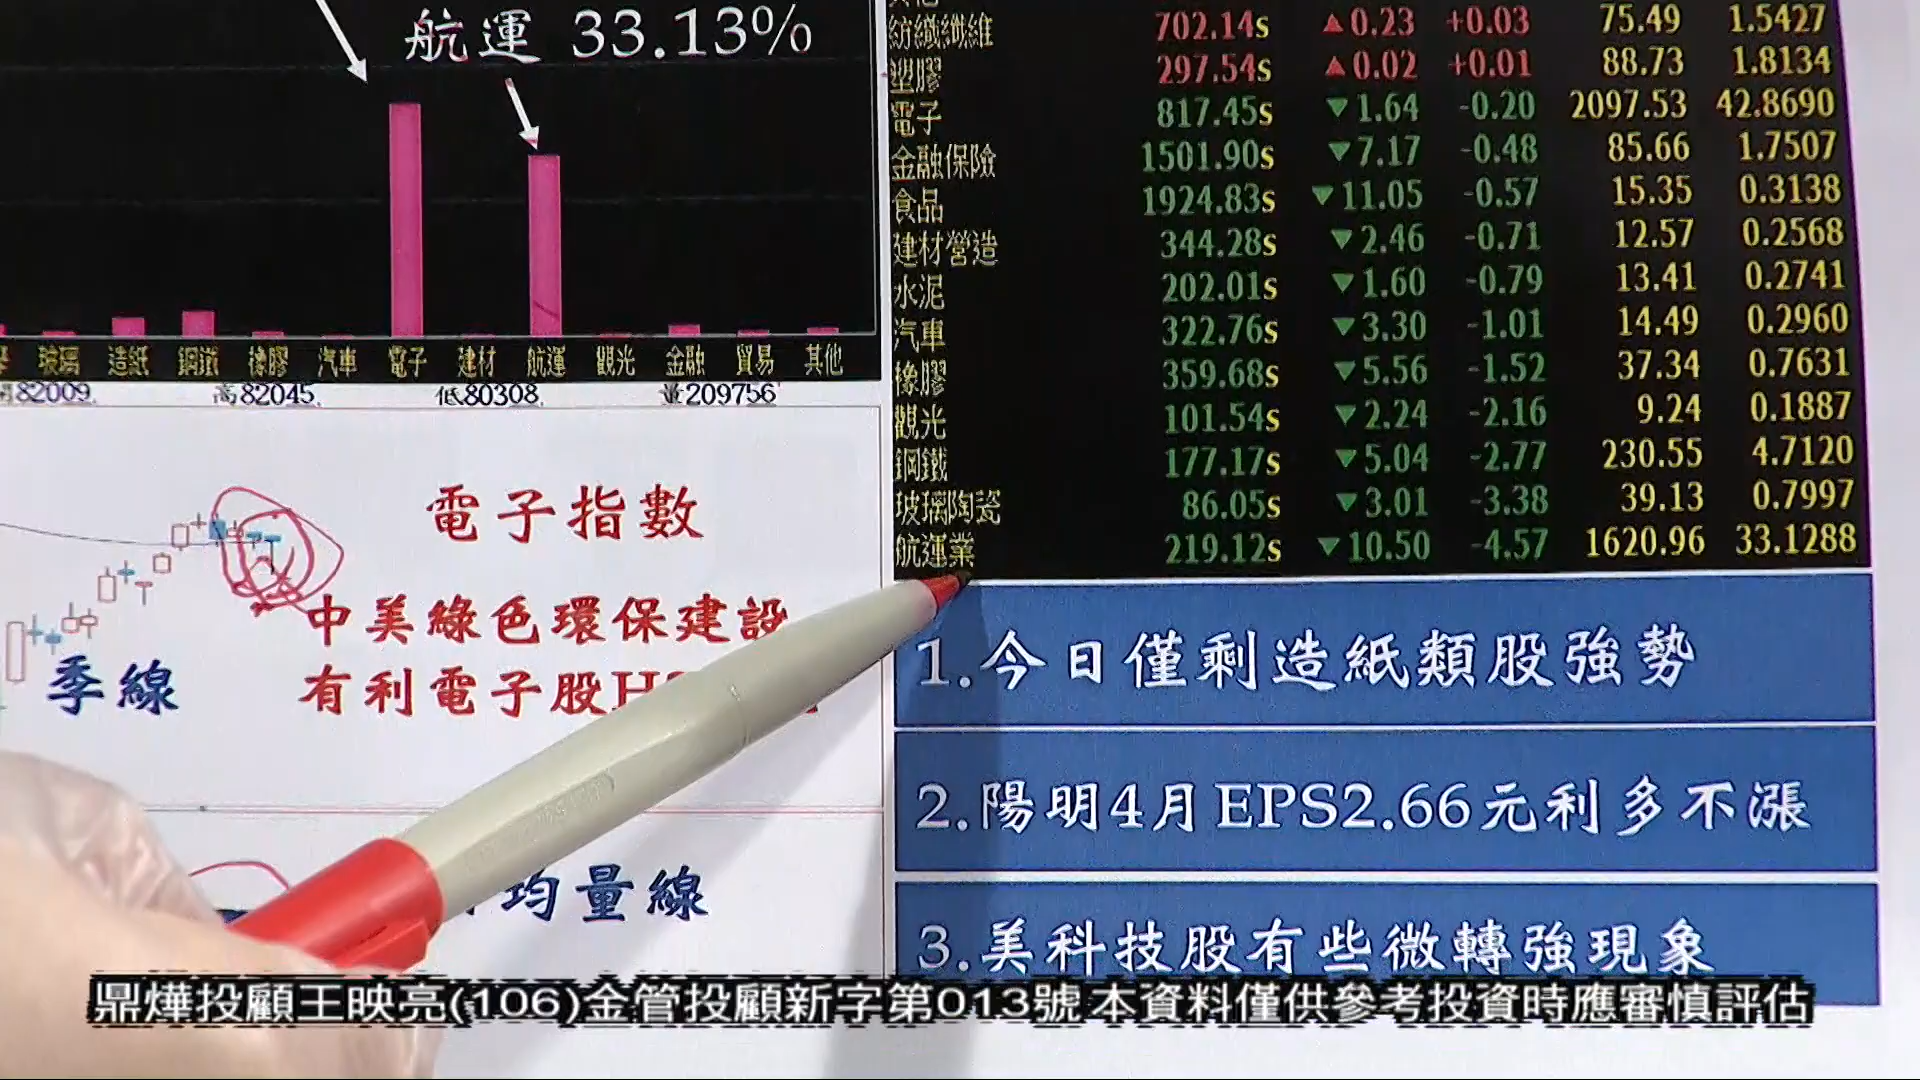 航運 33.13%
玻璃 造紙 鋼鐵 橡膠 汽車 電子 建材 航運 觀光 金融 貿易 其他
82009. 高82045. 低80308. 量209756
電子指數
中美綠色環保建設
有利電子股H
季線
均量線
紡織纖維 702.14s ▲0.23 +0.03 75.49 1.5427
塑膠 297.54s ▲0.02 +0.01 88.73 1.8134
電子 817.45s ▼1.64 -0.20 2097.53 42.8690
金融保險 1501.90s ▼7.17 -0.48 85.66 1.7507
食品 1924.83s ▼11.05 -0.57 15.35 0.3138
建材營造 344.28s ▼2.46 -0.71 12.57 0.2568
水泥 202.01s ▼1.60 -0.79 13.41 0.2741
汽車 322.76s ▼3.30 -1.01 14.49 0.2960
橡膠 359.68s ▼5.56 -1.52 37.34 0.7631
觀光 101.54s ▼2.24 -2.16 9.24 0.1887
鋼鐵 177.17s ▼5.04 -2.77 230.55 4.7120
玻璃陶瓷 86.05s ▼3.01 -3.38 39.13 0.7997
航運業 219.12s ▼10.50 -4.57 1620.96 33.1288
1.今日僅剩造紙類股強勢
2.陽明4月EPS2.66元利多不漲
3.美科技股有些微轉強現象
鼎燁投顧王映亮(106)金管投顧新字第013號 本資料僅供參考投資時應審慎評估